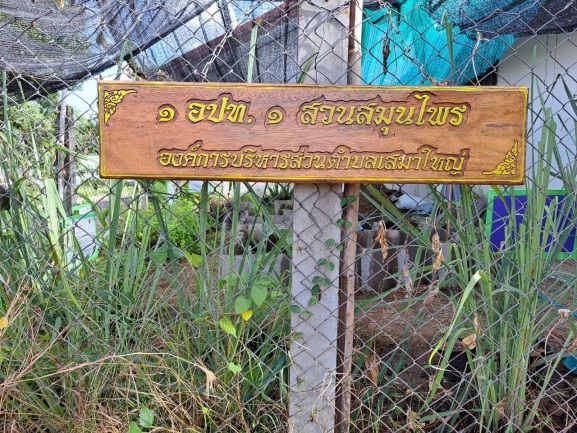 ๑ อปท. ๑ สวนสมุนไพร
องค์การบริหารส่วนตำบลเสมาใหญ่